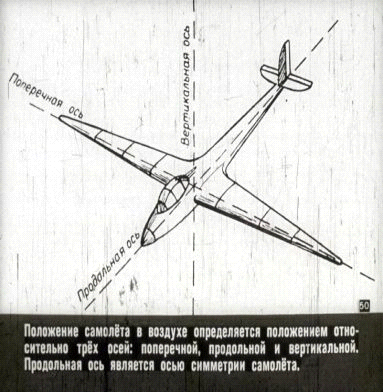 Поперечная ось
Вертикальная ось
Продольная ось
50
Положение самолёта в воздухе определяется положением отно-
сительно трёх осей: поперечной, продольной и вертикальной.
Продольная ось является осью симметрии самолёта.